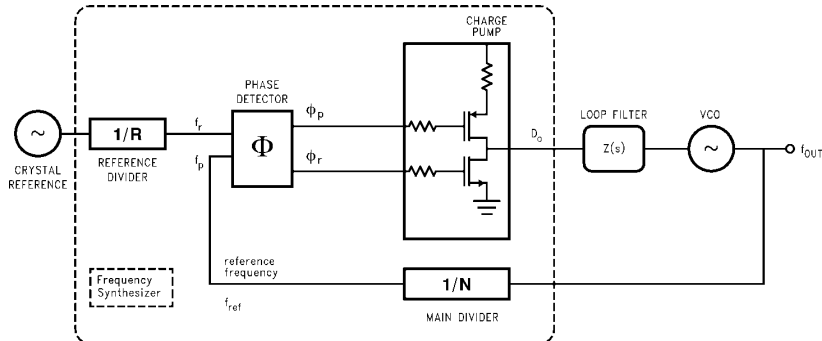 CHARGE
PUMP
PHASE
DETECTOR
LOOP FILTER
VCO
~
1/R
fr
fp
Φ
ϕp
ϕr
Do
Z(s)
~
fOUT
CRYSTAL
REFERENCE
REFERENCE
DIVIDER
reference
frequency
fref
1/N
MAIN DIVIDER
Frequency
Synthesizer